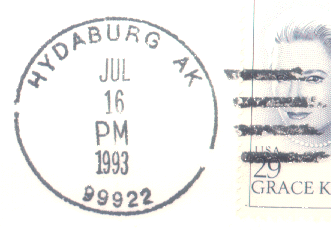 HYDABURG AK
JUL
16
PM
1993
99922
USA
29
GRACE K